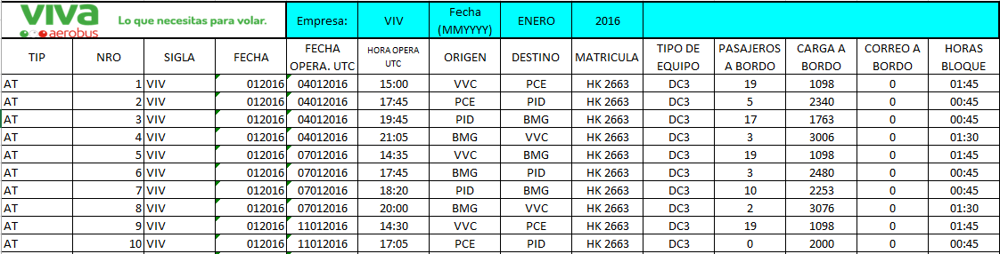 viva Lo que necesitas para volar.
aerobus
Empresa: VIV Fecha (MMYYYY) ENERO 2016
TIP NRO SIGLA FECHA FECHA OPERA. UTC HORA OPERA UTC ORIGEN DESTINO MATRICULA TIPO DE EQUIPO PASAJEROS A BORDO CARGA A BORDO CORREO A BORDO HORAS BLOQUE
AT 1 VIV 012016 04012016 15:00 VVC PCE HK 2663 DC3 19 1098 0 01:45
AT 2 VIV 012016 04012016 17:45 PCE PID HK 2663 DC3 5 2340 0 00:45
AT 3 VIV 012016 04012016 19:45 PID BMG HK 2663 DC3 17 1763 0 00:45
AT 4 VIV 012016 04012016 21:05 BMG VVC HK 2663 DC3 3 3006 0 01:30
AT 5 VIV 012016 07012016 14:35 VVC BMG HK 2663 DC3 19 1098 0 01:45
AT 6 VIV 012016 07012016 17:45 BMG PID HK 2663 DC3 3 2480 0 00:45
AT 7 VIV 012016 07012016 18:20 PID BMG HK 2663 DC3 10 2253 0 00:45
AT 8 VIV 012016 07012016 20:00 BMG VVC HK 2663 DC3 2 3076 0 01:30
AT 9 VIV 012016 11012016 14:30 VVC PCE HK 2663 DC3 19 1098 0 01:45
AT 10 VIV 012016 11012016 17:05 PCE PID HK 2663 DC3 0 2000 0 00:45